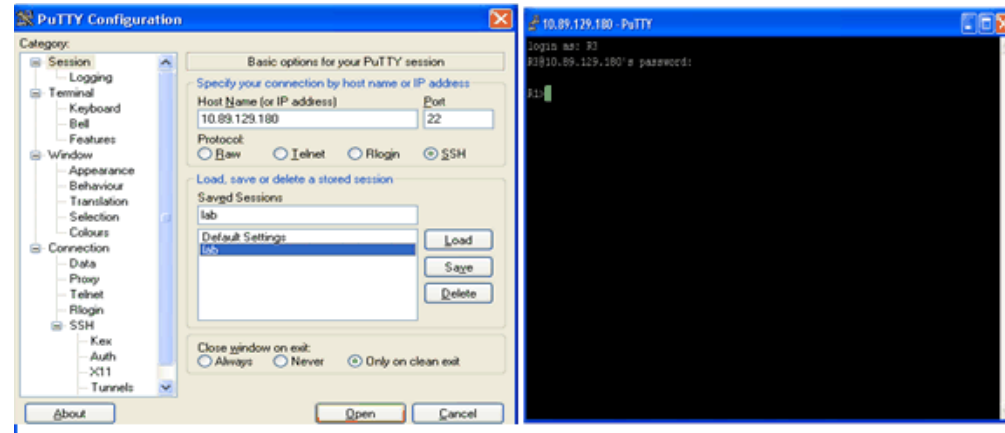 PuTTY Configuration
Category:
Session
Logging
Terminal
Keyboard
Bell
Features
Window
Appearance
Behaviour
Translation
Selection
Colours
Connection
Data
Proxy
Telnet
Rlogin
SSH
Kex
Auth
X11
Tunnels
Basic options for your PuTTY session
Specify your connection by host name or IP address
Host Name (or IP address) Port
10.89.129.180 22
Protocol:
Raw Telnet Rlogin SSH
Load, save or delete a stored session
Saved Sessions
lab
Default Settings
lab
Load
Save
Delete
Close window on exit:
Always Never Only on clean exit
About Open Cancel
10.89.129.180 - PuTTY
login as: R3
R3@10.89.129.180's password:
R1>